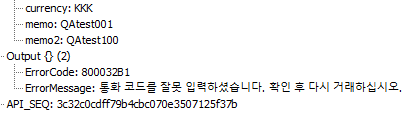 currency: KKK
memo: QAtest001
memo2: QAtest100
Output {} (2)
ErrorCode: 800032B1
ErrorMessage: 통화 코드를 잘못 입력하셨습니다. 확인 후 다시 거래하십시오.
API_SEQ: 3c32c0cdff79b4cbc070e3507125f37b